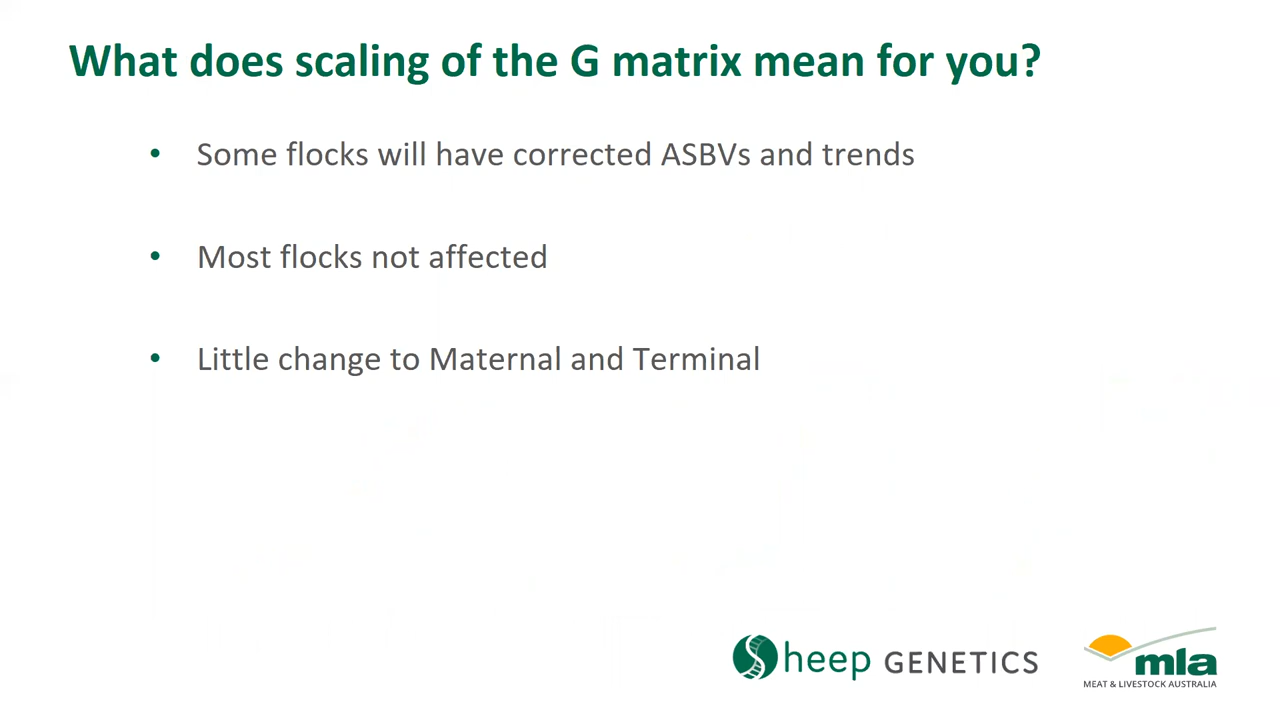 What does scaling of the G matrix mean for you?
• Some flocks will have corrected ASBVs and trends
• Most flocks not affected
• Little change to Maternal and Terminal
Sheep GENETICS
mla
MEAT & LIVESTOCK AUSTRALIA